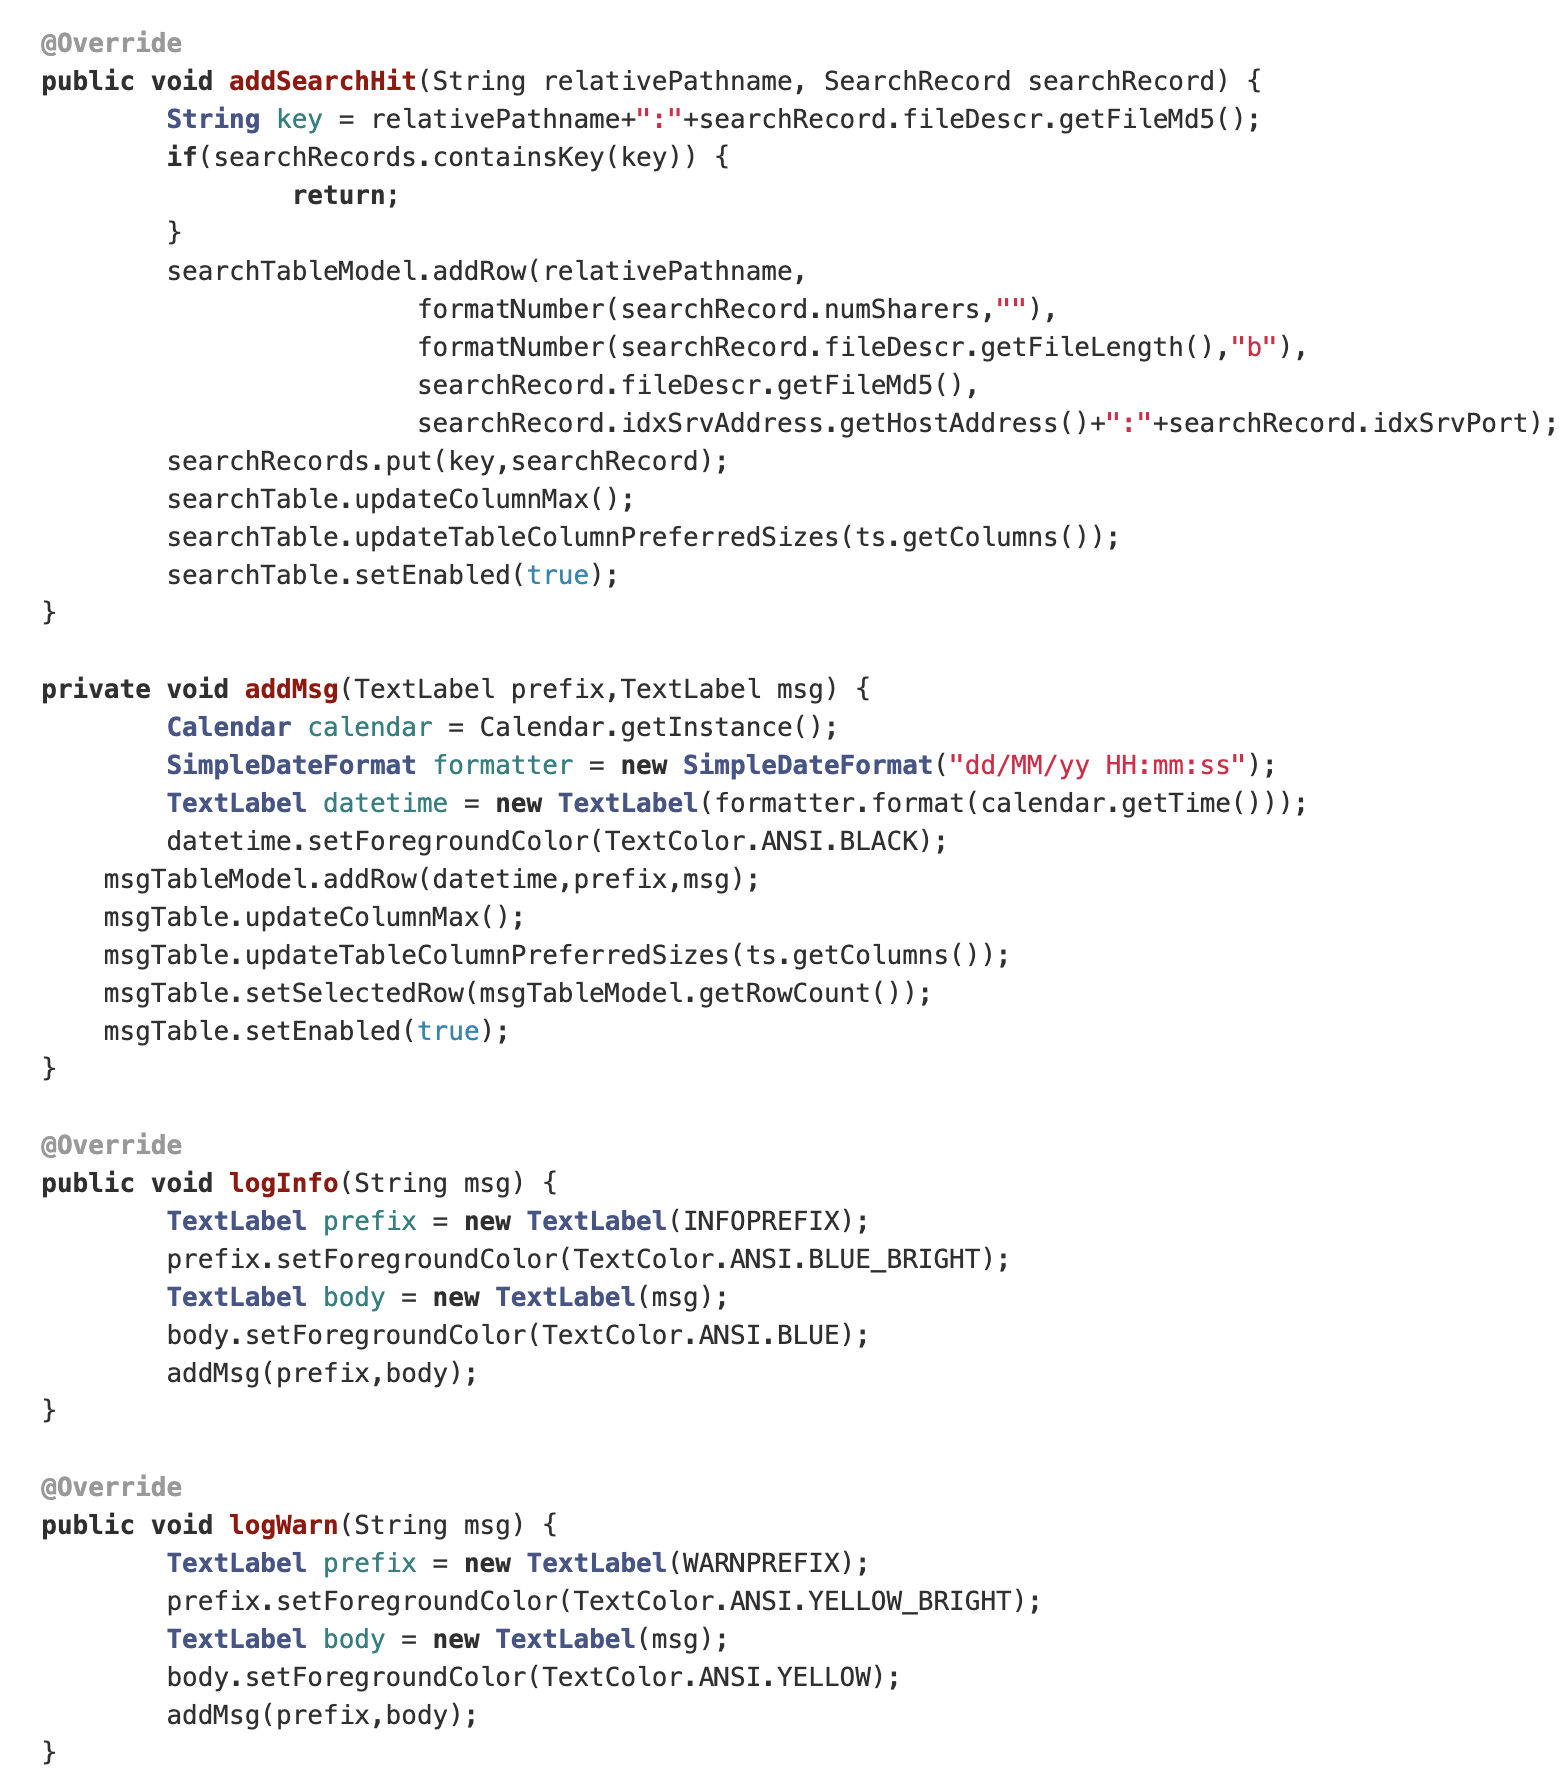 @Override
public void addSearchHit(String relativePathname, SearchRecord searchRecord) {
        String key = relativePathname+":"+searchRecord.fileDescr.getFileMd5();
        if(searchRecords.containsKey(key)) {
                return;
        }
        searchTableModel.addRow(relativePathname,
                        formatNumber(searchRecord.numSharers,""),
                        formatNumber(searchRecord.fileDescr.getFileLength(),"b"),
                        searchRecord.fileDescr.getFileMd5(),
                        searchRecord.idxSrvAddress.getHostAddress()+":"+searchRecord.idxSrvPort);
        searchRecords.put(key,searchRecord);
        searchTable.updateColumnMax();
        searchTable.updateTableColumnPreferredSizes(ts.getColumns());
        searchTable.setEnabled(true);
}

private void addMsg(TextLabel prefix,TextLabel msg) {
        Calendar calendar = Calendar.getInstance();
        SimpleDateFormat formatter = new SimpleDateFormat("dd/MM/yy HH:mm:ss");
        TextLabel datetime = new TextLabel(formatter.format(calendar.getTime()));
        datetime.setForegroundColor(TextColor.ANSI.BLACK);
    msgTableModel.addRow(datetime,prefix,msg);
    msgTable.updateColumnMax();
    msgTable.updateTableColumnPreferredSizes(ts.getColumns());
    msgTable.setSelectedRow(msgTableModel.getRowCount());
    msgTable.setEnabled(true);
}

@Override
public void logInfo(String msg) {
        TextLabel prefix = new TextLabel(INFOPREFIX);
        prefix.setForegroundColor(TextColor.ANSI.BLUE_BRIGHT);
        TextLabel body = new TextLabel(msg);
        body.setForegroundColor(TextColor.ANSI.BLUE);
        addMsg(prefix,body);
}

@Override
public void logWarn(String msg) {
        TextLabel prefix = new TextLabel(WARNPREFIX);
        prefix.setForegroundColor(TextColor.ANSI.YELLOW_BRIGHT);
        TextLabel body = new TextLabel(msg);
        body.setForegroundColor(TextColor.ANSI.YELLOW);
        addMsg(prefix,body);
}